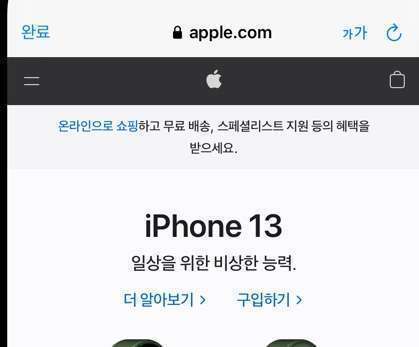 완료 apple.com 가가
온라인으로 쇼핑하고 무료 배송, 스페셜리스트 지원 등의 혜택을
받으세요.
iPhone 13
일상을 위한 비상한 능력.
더 알아보기 > 구입하기 >